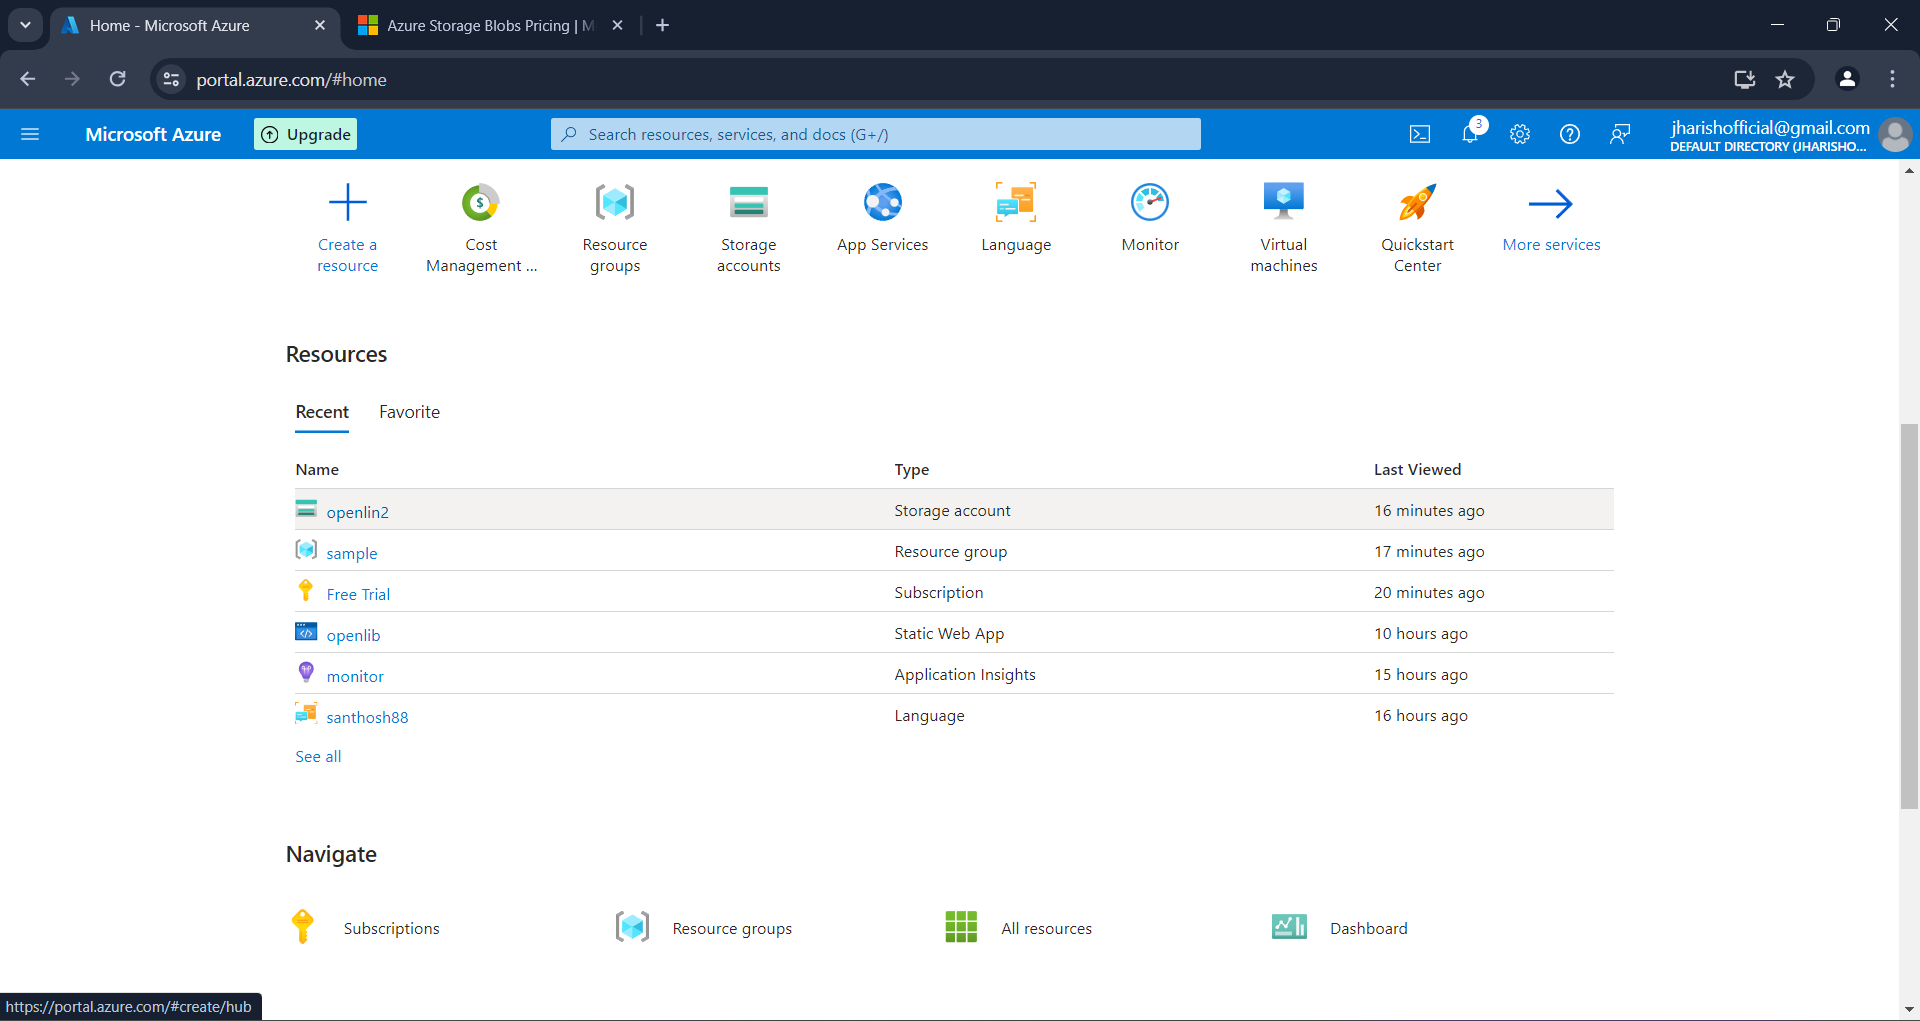 Home - Microsoft Azure
Azure Storage Blobs Pricing | M
portal.azure.com/#home
Microsoft Azure
Upgrade
Search resources, services, and docs (G+/)
3
jharishofficial@gmail.com
DEFAULT DIRECTORY (JHARISHO...
Create a resource
Cost Management ...
Resource groups
Storage accounts
App Services
Language
Monitor
Virtual machines
Quickstart Center
More services
Resources
Recent Favorite
Name Type Last Viewed
openlin2 Storage account 16 minutes ago
sample Resource group 17 minutes ago
Free Trial Subscription 20 minutes ago
openlib Static Web App 10 hours ago
monitor Application Insights 15 hours ago
santhosh88 Language 16 hours ago
See all
Navigate
Subscriptions Resource groups All resources Dashboard
https://portal.azure.com/#create/hub